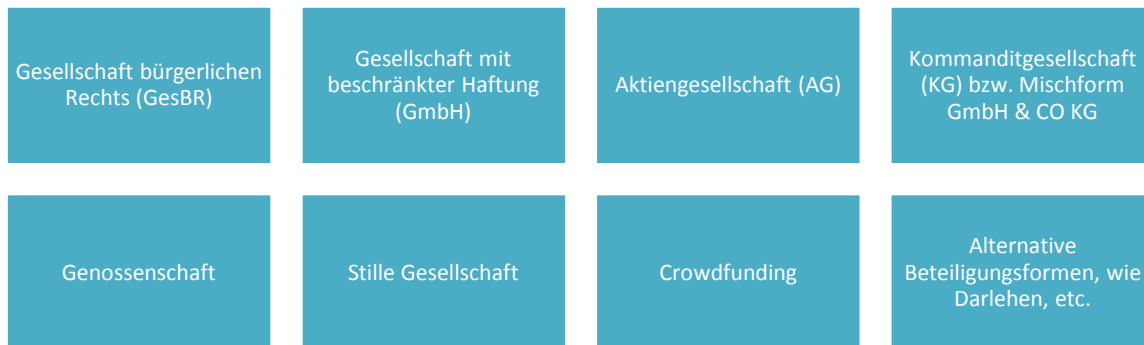 Gesellschaft bürgerlichen
Rechts (GesBR)
Gesellschaft mit
beschränkter Haftung
(GmbH)
Aktiengesellschaft (AG)
Kommanditgesellschaft
(KG) bzw. Mischform
GmbH & CO KG
Genossenschaft
Stille Gesellschaft
Crowdfunding
Alternative
Beteiligungsformen, wie
Darlehen, etc.